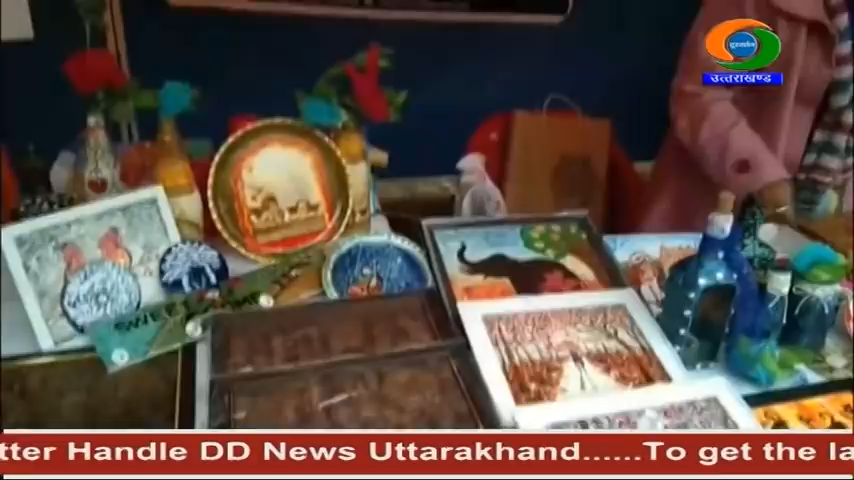 दूरदर्शन
उत्तराखण्ड
tter Handle DD News Uttarakhand......To get the la